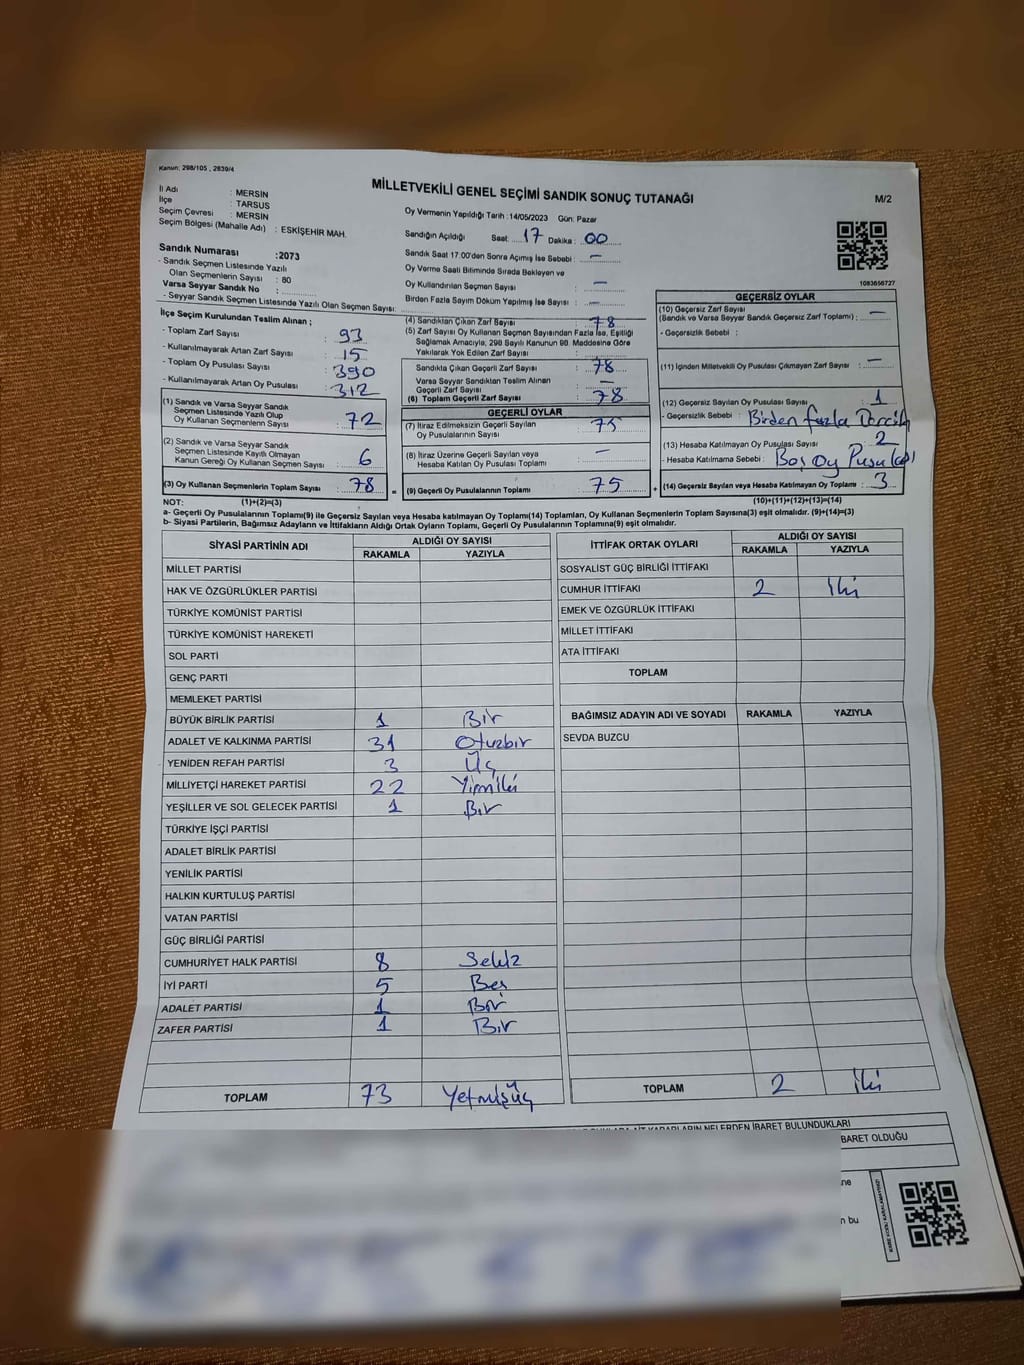 Kanun: 298/105 , 2839/4
MİLLETVEKİLİ GENEL SEÇİMİ SANDIK SONUÇ TUTANAĞI
M/2
İl Adı : MERSİN
İlçe : TARSUS
Seçim Çevresi : MERSİN
Seçim Bölgesi (Mahalle Adı) : ESKİŞEHİR MAH.
Oy Vermenin Yapıldığı Tarih : 14/05/2023 Gün: Pazar
Sandığın Açıldığı Saat: 17 Dakika: 00
Sandık Saat 17:00'den Sonra Açımış İse Sebebi : —
Oy Verme Saati Bitiminde Sırada Bekleyen ve
Oy Kullandırılan Seçmen Sayısı : —
Birden Fazla Sayım Döküm Yapılmış İse Sayısı : —
1083656727
Sandık Numarası :2073
- Sandık Seçmen Listesinde Yazılı
Olan Seçmenlerin Sayısı : 80
Varsa Seyyar Sandık No :
- Seyyar Sandık Seçmen Listesinde Yazılı Olan Seçmen Sayısı:
İlçe Seçim Kurulundan Teslim Alınan ;
- Toplam Zarf Sayısı : 93
- Kullanılmayarak Artan Zarf Sayısı : 15
- Toplam Oy Pusulası Sayısı : 390
- Kullanılmayarak Artan Oy Pusulası : 312
(1) Sandık ve Varsa Seyyar Sandık
Seçmen Listesinde Yazılı Olup
Oy Kullanan Seçmenlerin Sayısı : 72
(2) Sandık ve Varsa Seyyar Sandık
Seçmen Listesinde Kayıtlı Olmayan
Kanun Gereği Oy Kullanan Seçmen Sayısı : 6
(3) Oy Kullanan Seçmenlerin Toplam Sayısı : 78
(4) Sandıktan Çıkan Zarf Sayısı : 78
(5) Zarf Sayısı Oy Kullanan Seçmen Sayısından Fazla İse, Eşitliği
Sağlamak Amacıyla, 298 Sayılı Kanunun 98. Maddesine Göre
Yakılarak Yok Edilen Zarf Sayısı :
Sandıkta Çıkan Geçerli Zarf Sayısı : 78
Varsa Seyyar Sandıktan Teslim Alınan
Geçerli Zarf Sayısı : —
(6) Toplam Geçerli Zarf Sayısı : 78
GEÇERLİ OYLAR
(7) İtiraz Edilmeksizin Geçerli Sayılan
Oy Pusulalarının Sayısı : 75
(8) İtiraz Üzerine Geçerli Sayılan veya
Hesaba Katılan Oy Pusulası Toplamı : —
= (9) Geçerli Oy Pusulalarının Toplamı : 75
GEÇERSİZ OYLAR
(10) Geçersiz Zarf Sayısı
(Sandık ve Varsa Seyyar Sandık Geçersiz Zarf Toplamı) : —
- Geçersizlik Sebebi :
(11) İçinden Milletvekili Oy Pusulası Çıkmayan Zarf Sayısı : —
(12) Geçersiz Sayılan Oy Pusulası Sayısı : 1
- Geçersizlik Sebebi : Birden fazla Tercih
(13) Hesaba Katılmayan Oy Pusulası Sayısı : 2
- Hesaba Katılmama Sebebi : Boş Oy Pusulası
+ (14) Geçersiz Sayılan veya Hesaba Katılmayan Oy Toplamı : 3
NOT: (1)+(2)=(3)
(10)+(11)+(12)+(13)=(14)
a- Geçerli Oy Pusulalarının Toplamı(9) ile Geçersiz Sayılan veya Hesaba katılmayan Oy Toplamı(14) Toplamları, Oy Kullanan Seçmenlerin Toplam Sayısına(3) eşit olmalıdır. (9)+(14)=(3)
b- Siyasi Partilerin, Bağımsız Adayların ve İttifakların Aldığı Ortak Oyların Toplamı, Geçerli Oy Pusulalarının Toplamına(9) eşit olmalıdır.
SİYASİ PARTİNİN ADI ALDIĞI OY SAYISI
RAKAMLA YAZIYLA
MİLLET PARTİSİ
HAK VE ÖZGÜRLÜKLER PARTİSİ
TÜRKİYE KOMÜNİST PARTİSİ
TÜRKİYE KOMÜNİST HAREKETİ
SOL PARTİ
GENÇ PARTİ
MEMLEKET PARTİSİ
BÜYÜK BİRLİK PARTİSİ 1 Bir
ADALET VE KALKINMA PARTİSİ 31 Otuzbir
YENİDEN REFAH PARTİSİ 3 Üç
MİLLİYETÇİ HAREKET PARTİSİ 22 Yirmiİki
YEŞİLLER VE SOL GELECEK PARTİSİ 1 Bir
TÜRKİYE İŞÇİ PARTİSİ
ADALET BİRLİK PARTİSİ
YENİLİK PARTİSİ
HALKIN KURTULUŞ PARTİSİ
VATAN PARTİSİ
GÜÇ BİRLİĞİ PARTİSİ
CUMHURİYET HALK PARTİSİ 8 Sekiz
İYİ PARTİ 5 Beş
ADALET PARTİSİ 1 Bir
ZAFER PARTİSİ 1 Bir
TOPLAM 73 Yetmişüç
İTTİFAK ORTAK OYLARI ALDIĞI OY SAYISI
RAKAMLA YAZIYLA
SOSYALİST GÜÇ BİRLİĞİ İTTİFAKI
CUMHUR İTTİFAKI 2 İki
EMEK VE ÖZGÜRLÜK İTTİFAKI
MİLLET İTTİFAKI
ATA İTTİFAKI
TOPLAM
BAĞIMSIZ ADAYIN ADI VE SOYADI RAKAMLA YAZIYLA
SEVDA BUZCU
TOPLAM 2 İki
KARARLARIN NELERDEN İBARET BULUNDUKLARI
BARET OLDUĞU
ne
n bu